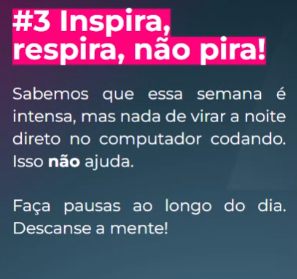 #3 Inspira,
respira, não pira!
Sabemos que essa semana é
intensa, mas nada de virar a noite
direto no computador codando.
Isso não ajuda.
Faça pausas ao longo do dia.
Descanse a mente!